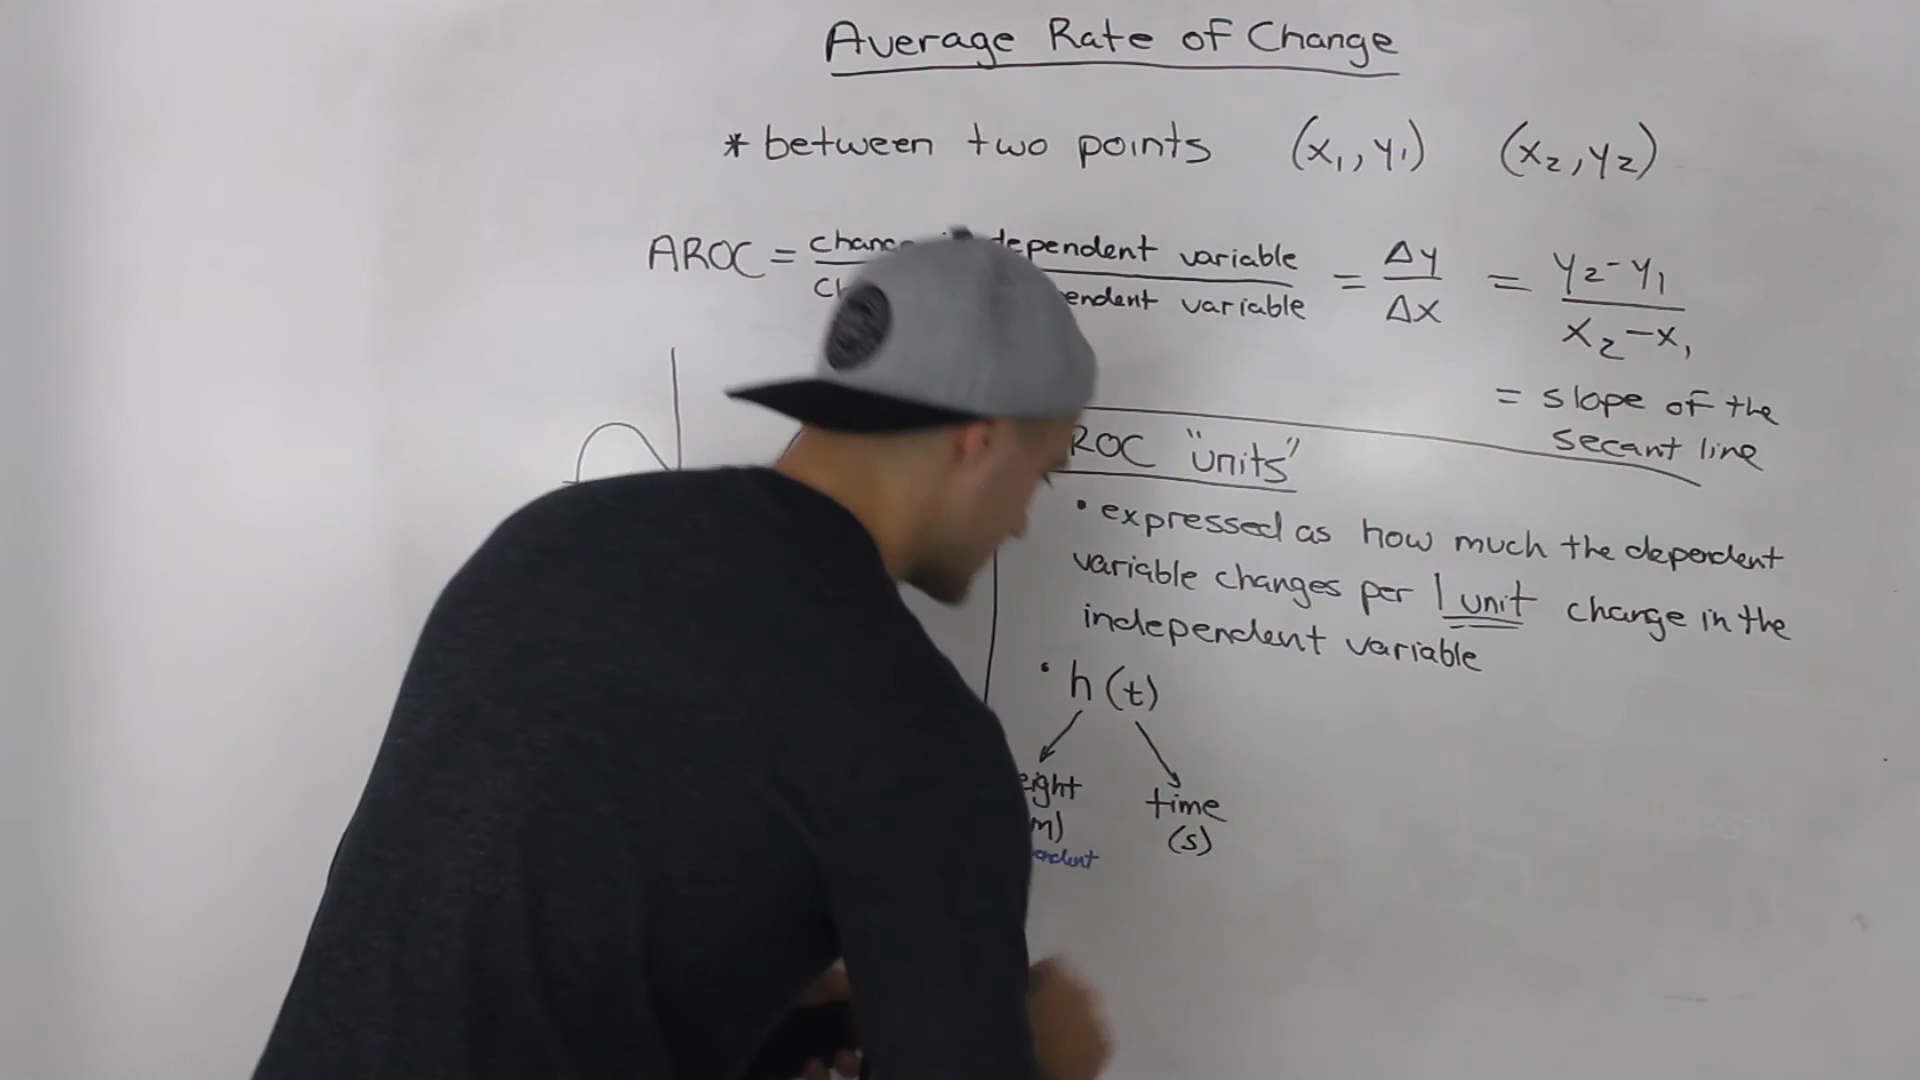 Average Rate of Change
* between two points (x₁, y₁) (x₂, y₂)
AROC = dependent variable = Δy = y₂-y₁
variable Δx x₂-x₁
= slope of the
secant line
ROC "units"
• expressed as how much the dependent
variable changes per 1 unit change in the
independent variable
• h(t)
time
(s)